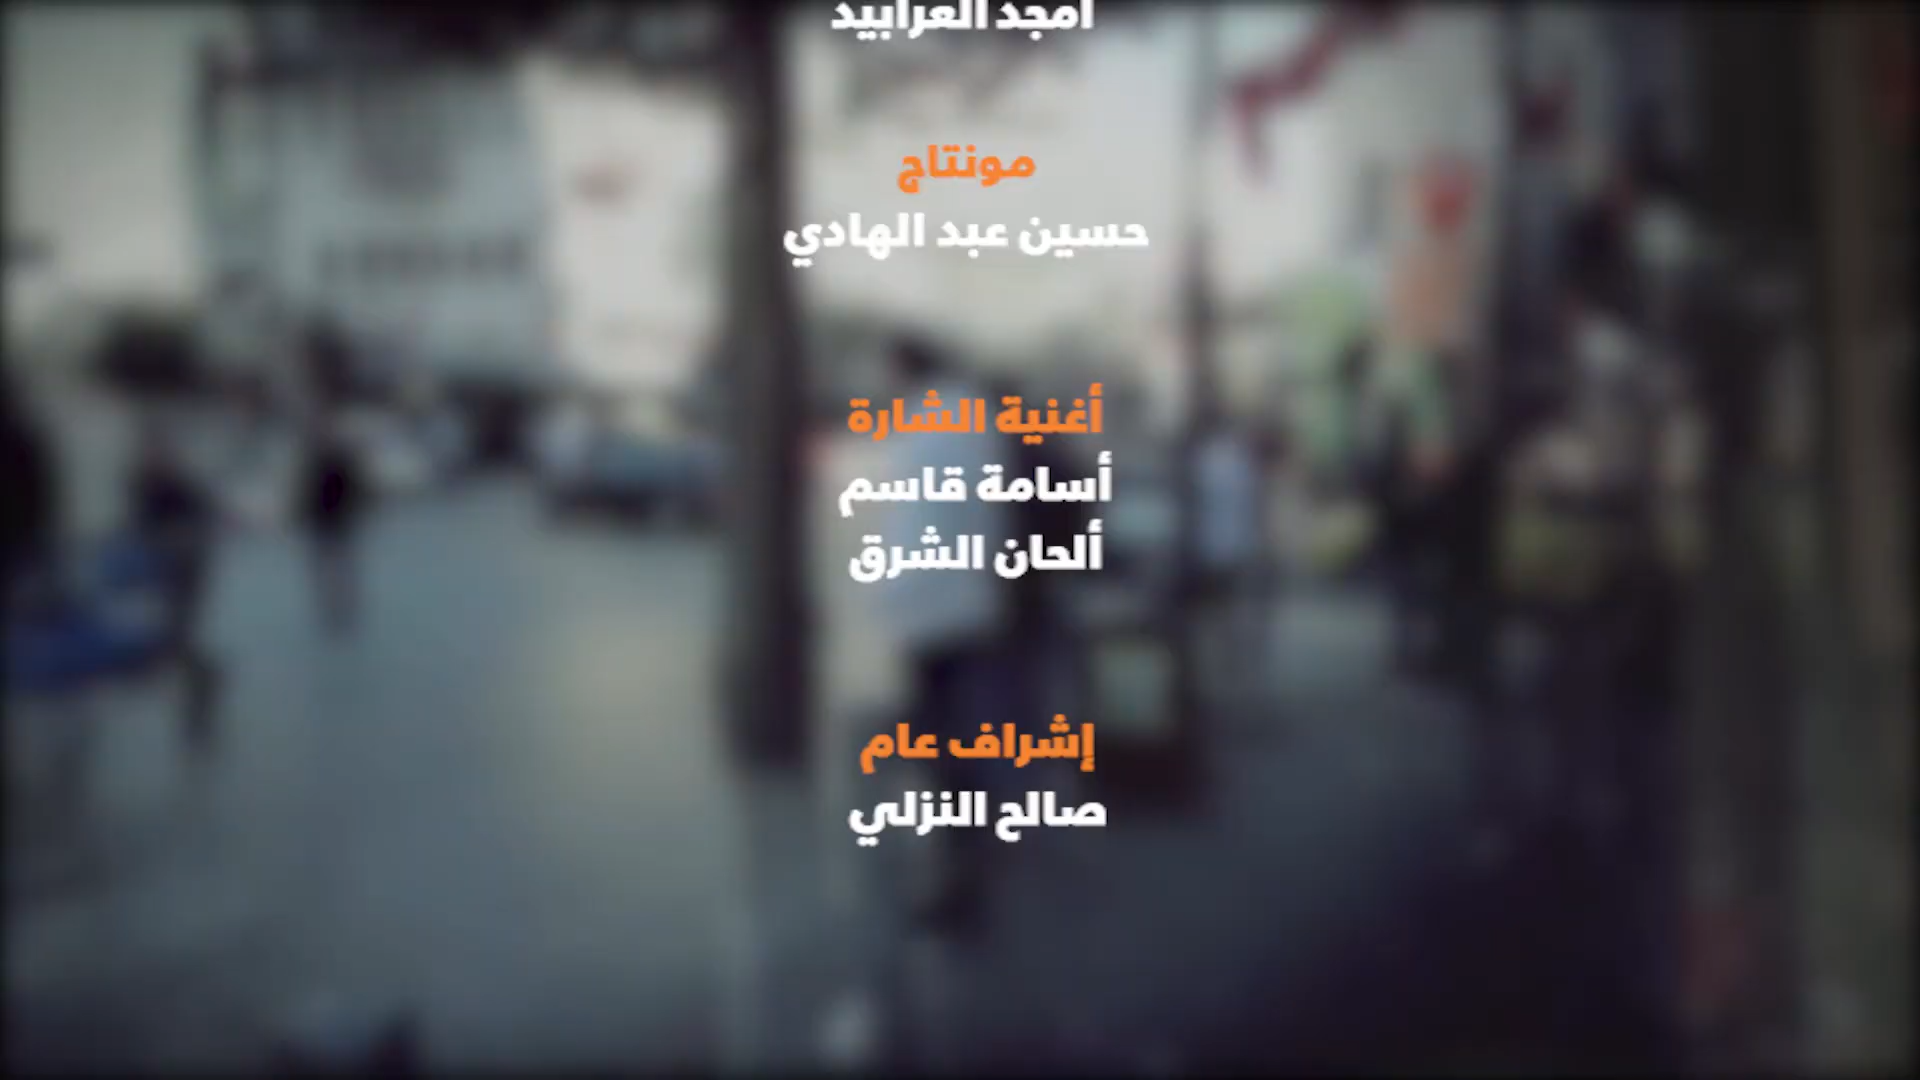 أمجد العرابيد
مونتاج
حسين عبد الهادي
أغنية الشارة
أسامة قاسم
ألحان الشرق
إشراف عام
صالح النزلي